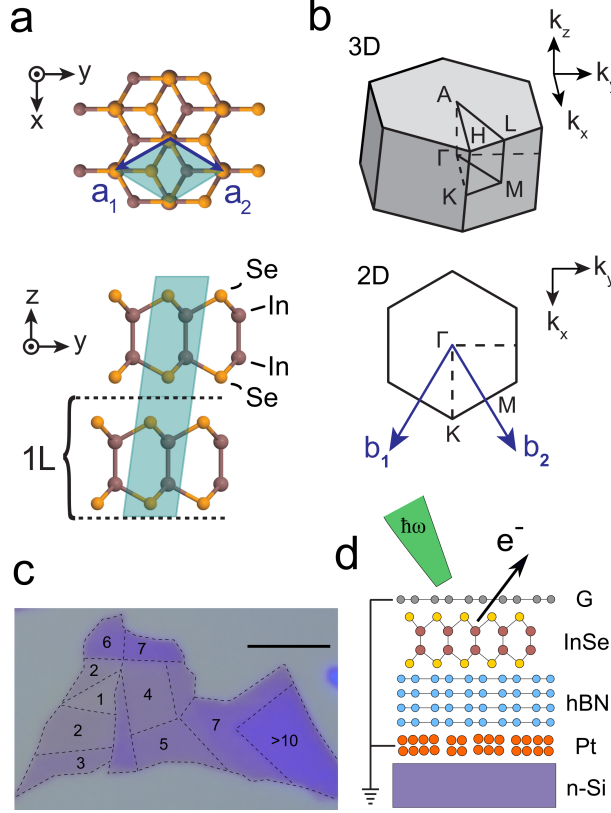 a
y
x
a1
a2
z
y
Se
In
In
Se
1L
b
3D
kz
ky
kx
A
L
H
Γ
K
M
2D
ky
kx
Γ
M
K
b1
b2
c
6
7
2
1
4
2
7
>10
5
3
d
ħω
e-
G
InSe
hBN
Pt
n-Si